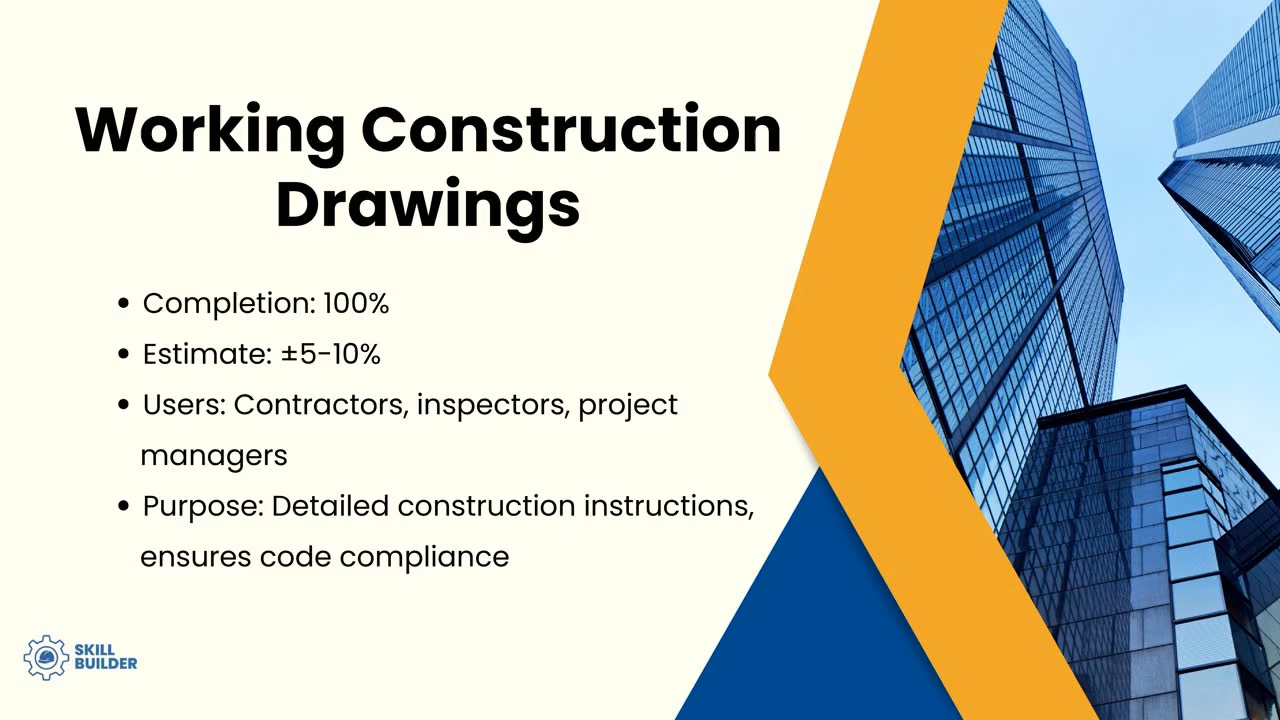 Working Construction
Drawings
• Completion: 100%
• Estimate: ±5-10%
• Users: Contractors, inspectors, project
managers
• Purpose: Detailed construction instructions,
ensures code compliance
SKILL
BUILDER